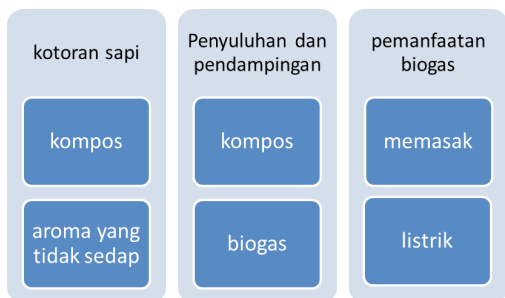 kotoran sapi
kompos
aroma yang
tidak sedap
Penyuluhan dan
pendampingan
kompos
biogas
pemanfaatan
biogas
memasak
listrik